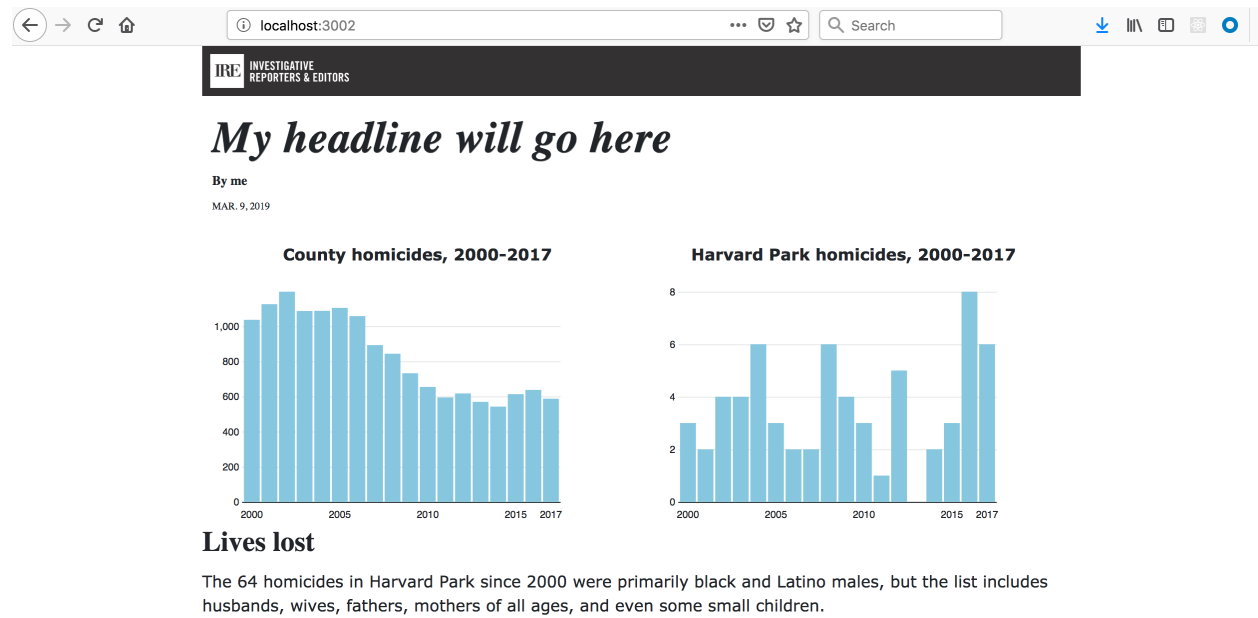 localhost:3002
Search
IRE INVESTIGATIVE
REPORTERS & EDITORS
My headline will go here
By me
MAR. 9, 2019
County homicides, 2000-2017
1,000
800
600
400
200
0
2000 2005 2010 2015 2017
Harvard Park homicides, 2000-2017
8
6
4
2
0
2000 2005 2010 2015 2017
Lives lost
The 64 homicides in Harvard Park since 2000 were primarily black and Latino males, but the list includes
husbands, wives, fathers, mothers of all ages, and even some small children.